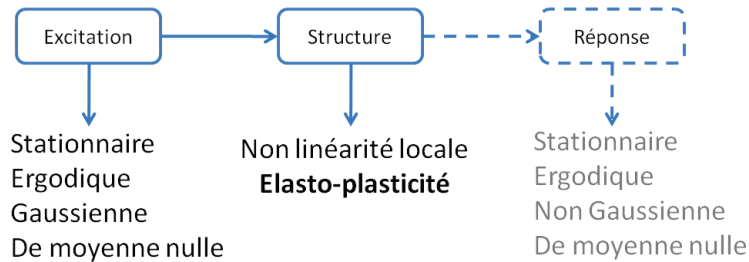 Excitation
Structure
Réponse
Stationnaire
Ergodique
Gaussienne
De moyenne nulle
Non linéarité locale
Elasto-plasticité
Stationnaire
Ergodique
Non Gaussienne
De moyenne nulle